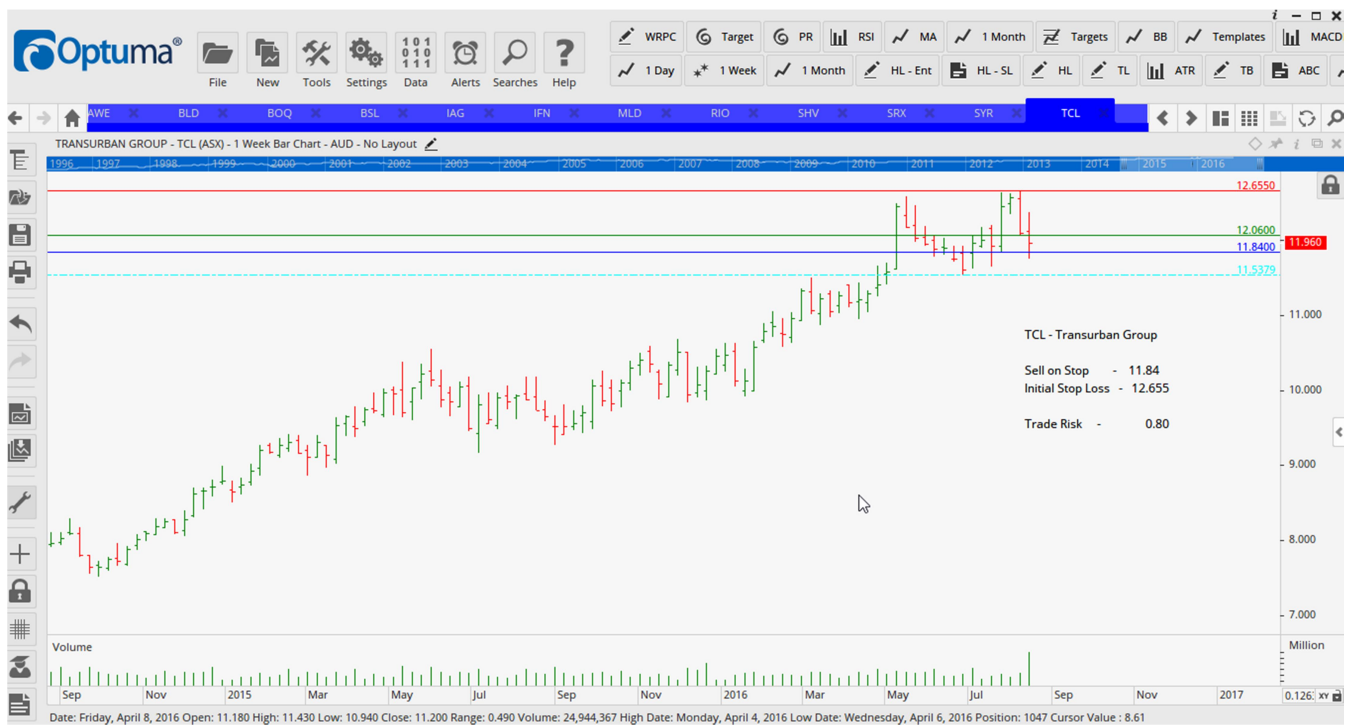 Optuma®
File New Tools Settings Data Alerts Searches Help
101
010
111
WRPC Target PR RSI MA 1 Month Targets BB Templates MACD
1 Day 1 Week 1 Month HL - Ent HL - SL HL TL ATR TB ABC
AWE BLD BOQ BSL IAG IFN MLD RIO SHV SRX SYR TCL
TRANSURBAN GROUP - TCL (ASX) - 1 Week Bar Chart - AUD - No Layout
1996 1997 1998 1999 2000 2001 2002 2003 2004 2005 2006 2007 2008 2009 2010 2011 2012 2013 2014 2015 2016
12.6550
12.0600
11.960
11.8400
11.5379
11.000
TCL - Transurban Group
Sell on Stop - 11.84
Initial Stop Loss - 12.655
10.000
Trade Risk - 0.80
9.000
8.000
7.000
Volume
Million
Sep Nov 2015 Mar May Jul Sep Nov 2016 Mar May Jul Sep Nov 2017 XY
Date: Friday, April 8, 2016 Open: 11.180 High: 11.430 Low: 10.940 Close: 11.200 Range: 0.490 Volume: 24,944,367 High Date: Monday, April 4, 2016 Low Date: Wednesday, April 6, 2016 Position: 1047 Cursor Value : 8.61